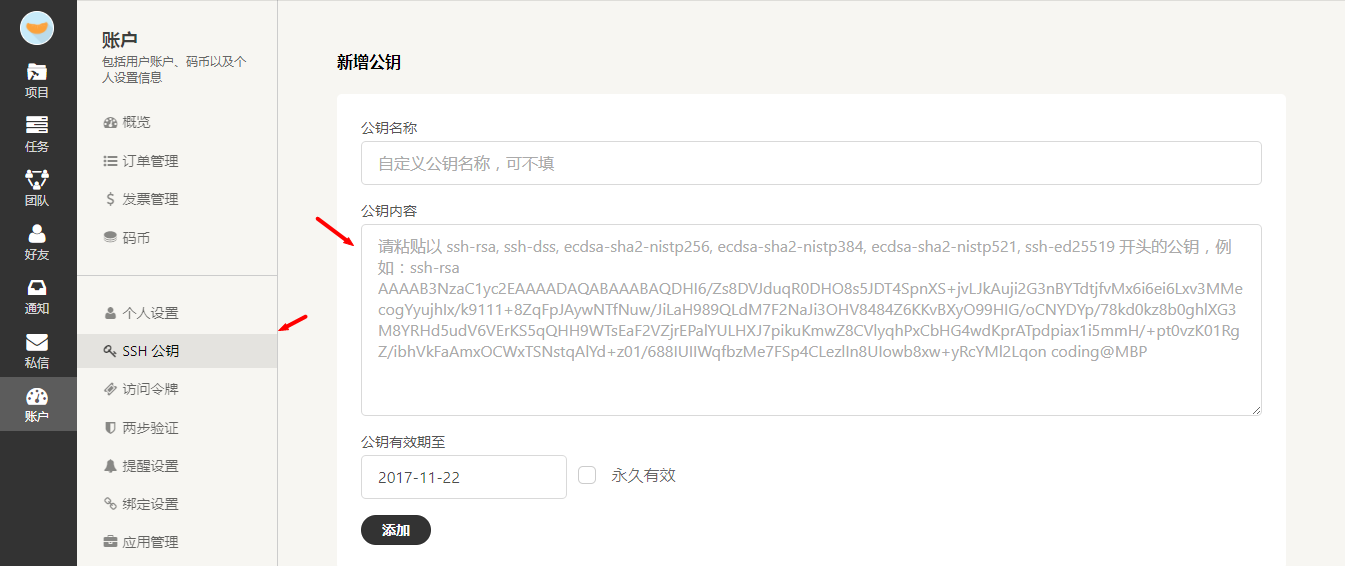 项目
任务
团队
好友
通知
私信
账户
账户
包括用户账户、码币以及个
人设置信息
概览
订单管理
发票管理
码币
个人设置
SSH 公钥
访问令牌
两步验证
提醒设置
绑定设置
应用管理
新增公钥
公钥名称
自定义公钥名称，可不填
公钥内容
请粘贴以 ssh-rsa, ssh-dss, ecdsa-sha2-nistp256, ecdsa-sha2-nistp384, ecdsa-sha2-nistp521, ssh-ed25519 开头的公钥，例
如：ssh-rsa
AAAAB3NzaC1yc2EAAAADAQABAAABAQDHI6/Zs8DVJduqR0DHO8s5JDT4SpnXS+jvLJkAuji2G3nBYTdtjfvMx6i6ei6Lxv3MMe
cogYyujhIx/k9111+8ZqFpJAywNTfNuw/JiLaH989QLdM7F2NaJi3OHV8484Z6KKvBXyO99HIG/oCNYDYp/78kd0kz8b0ghlXG3
M8YRHd5udV6VErKS5qQHH9WTsEaF2VZjrEPalYULHXJ7pikuKmwZ8CVlyqhPxCbHG4wdKprATpdpiax1i5mmH/+pt0vzK01Rg
Z/ibhVkFaAmxOCWxTSNstqAlYd+z01/688IUIIWqfbzMe7FSp4CLezlIn8UIowb8xw+yRcYMl2Lqon coding@MBP
公钥有效期至
2017-11-22
永久有效
添加